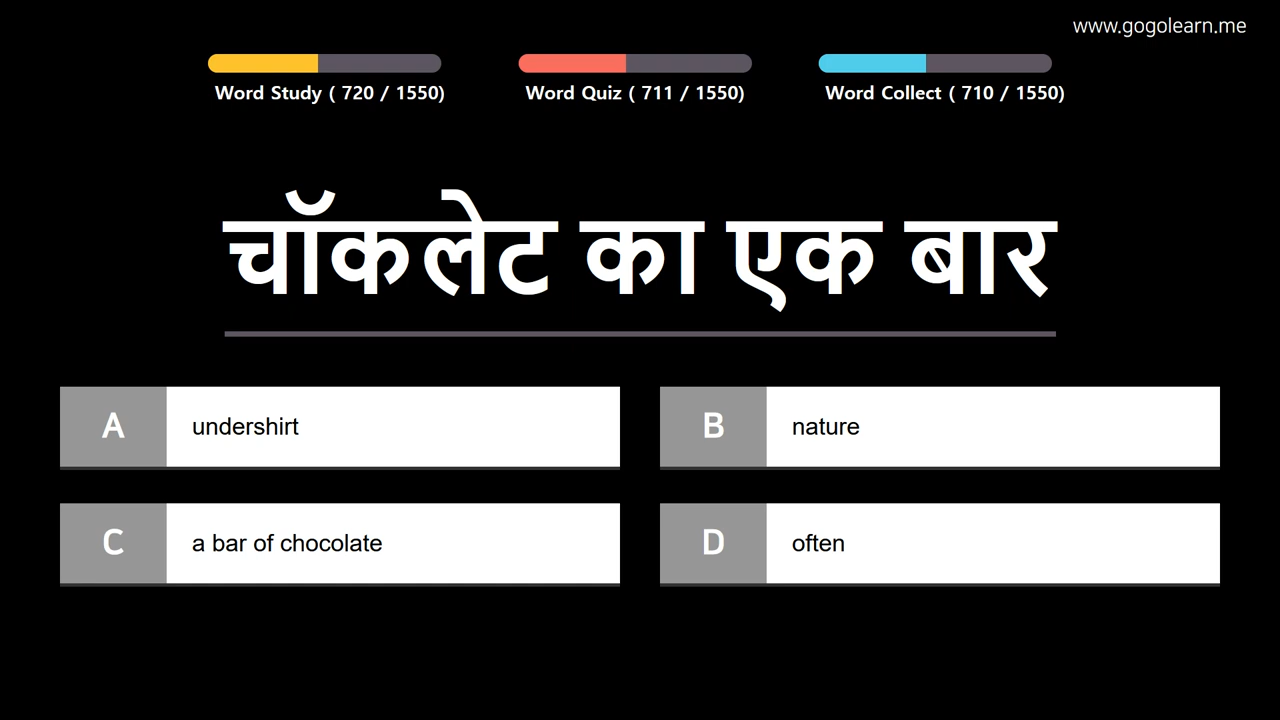 www.gogolearn.me
Word Study ( 720 / 1550)
Word Quiz ( 711 / 1550)
Word Collect ( 710 / 1550)
चॉकलेट का एक बार
A undershirt
B nature
C a bar of chocolate
D often